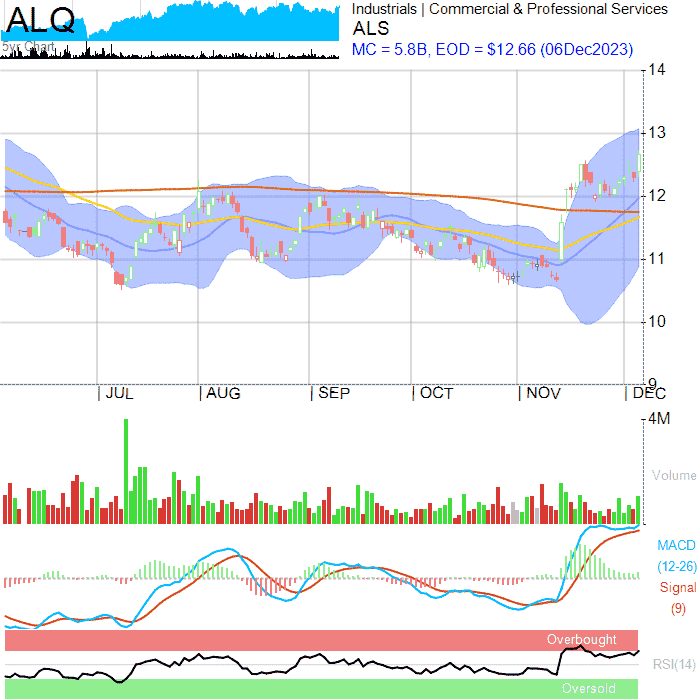 ALQ
5yr Chart
Industrials | Commercial & Professional Services
ALS
MC = 5.8B, EOD = $12.66 (06Dec2023)
14
13
12
11
10
9
JUL AUG SEP OCT NOV DEC
4M
Volume
MACD
(12-26)
Signal
(9)
Overbought
RSI(14)
Oversold